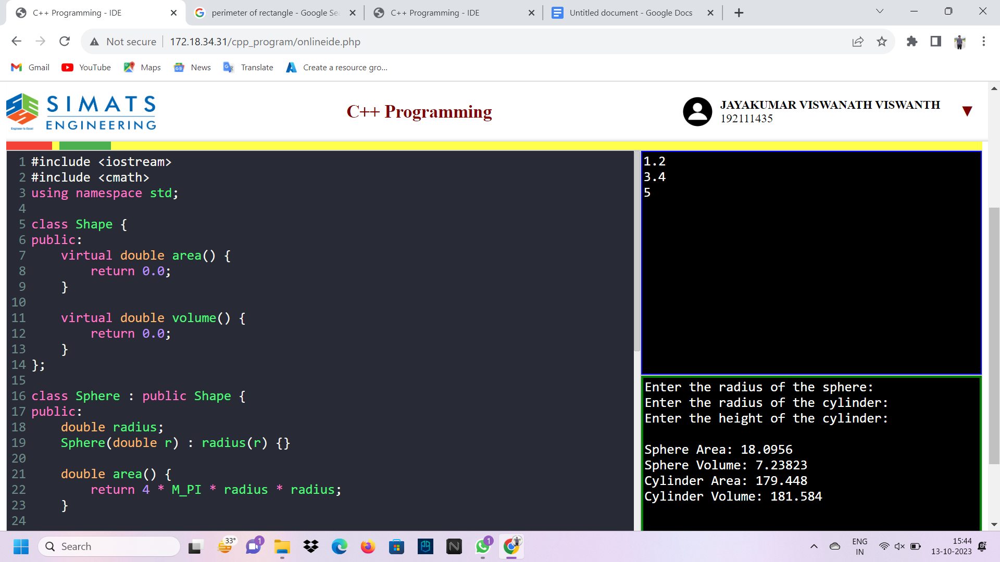 C++ Programming - IDE
perimeter of rectangle - Google Se
C++ Programming - IDE
Untitled document - Google Docs
Not secure
172.18.34.31/cpp_program/onlineide.php
Gmail
YouTube
Maps
News
Translate
Create a resource gro...
SIMATS
ENGINEERING
Engineer to Excel
C++ Programming
JAYAKUMAR VISWANATH VISWANTH
192111435
1 #include <iostream>
2 #include <cmath>
3 using namespace std;
4
5 class Shape {
6 public:
7     virtual double area() {
8         return 0.0;
9     }
10
11     virtual double volume() {
12         return 0.0;
13     }
14 };
15
16 class Sphere : public Shape {
17 public:
18     double radius;
19     Sphere(double r) : radius(r) {}
20
21     double area() {
22         return 4 * M_PI * radius * radius;
23     }
24
1.2
3.4
5
Enter the radius of the sphere:
Enter the radius of the cylinder:
Enter the height of the cylinder:
Sphere Area: 18.0956
Sphere Volume: 7.23823
Cylinder Area: 179.448
Cylinder Volume: 181.584
Search
33°
1
1
ENG
IN
15:44
13-10-2023